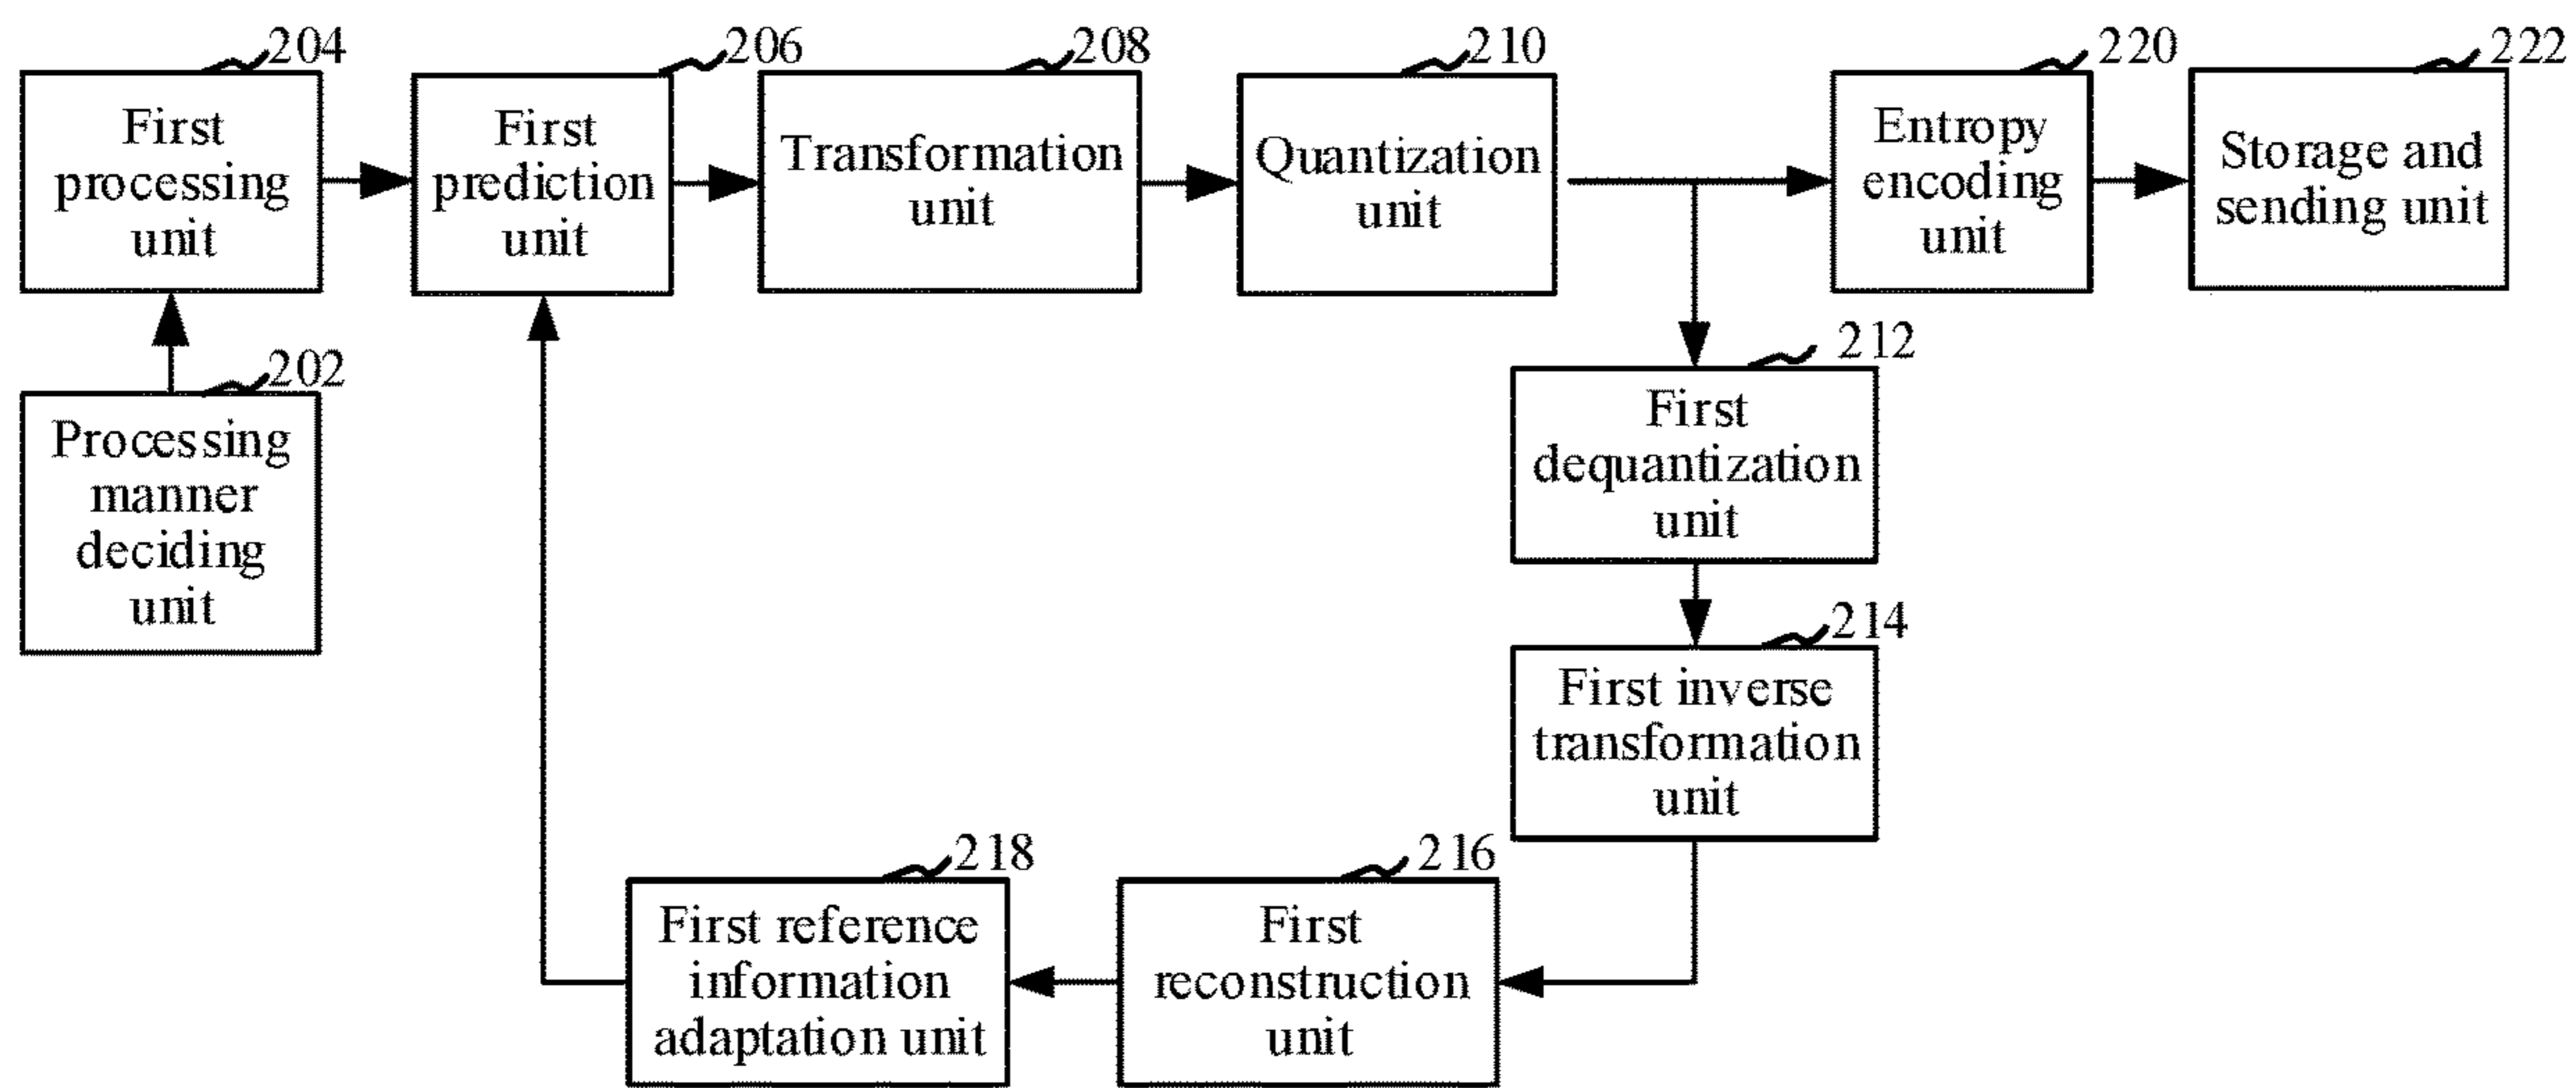 204
First
processing
unit
206
First
prediction
unit
208
Transformation
unit
210
Quantization
unit
220
Entropy
encoding
unit
222
Storage and
sending unit
202
Processing
manner
deciding
unit
212
First
dequantization
unit
214
First inverse
transformation
unit
218
First reference
information
adaptation unit
216
First
reconstruction
unit